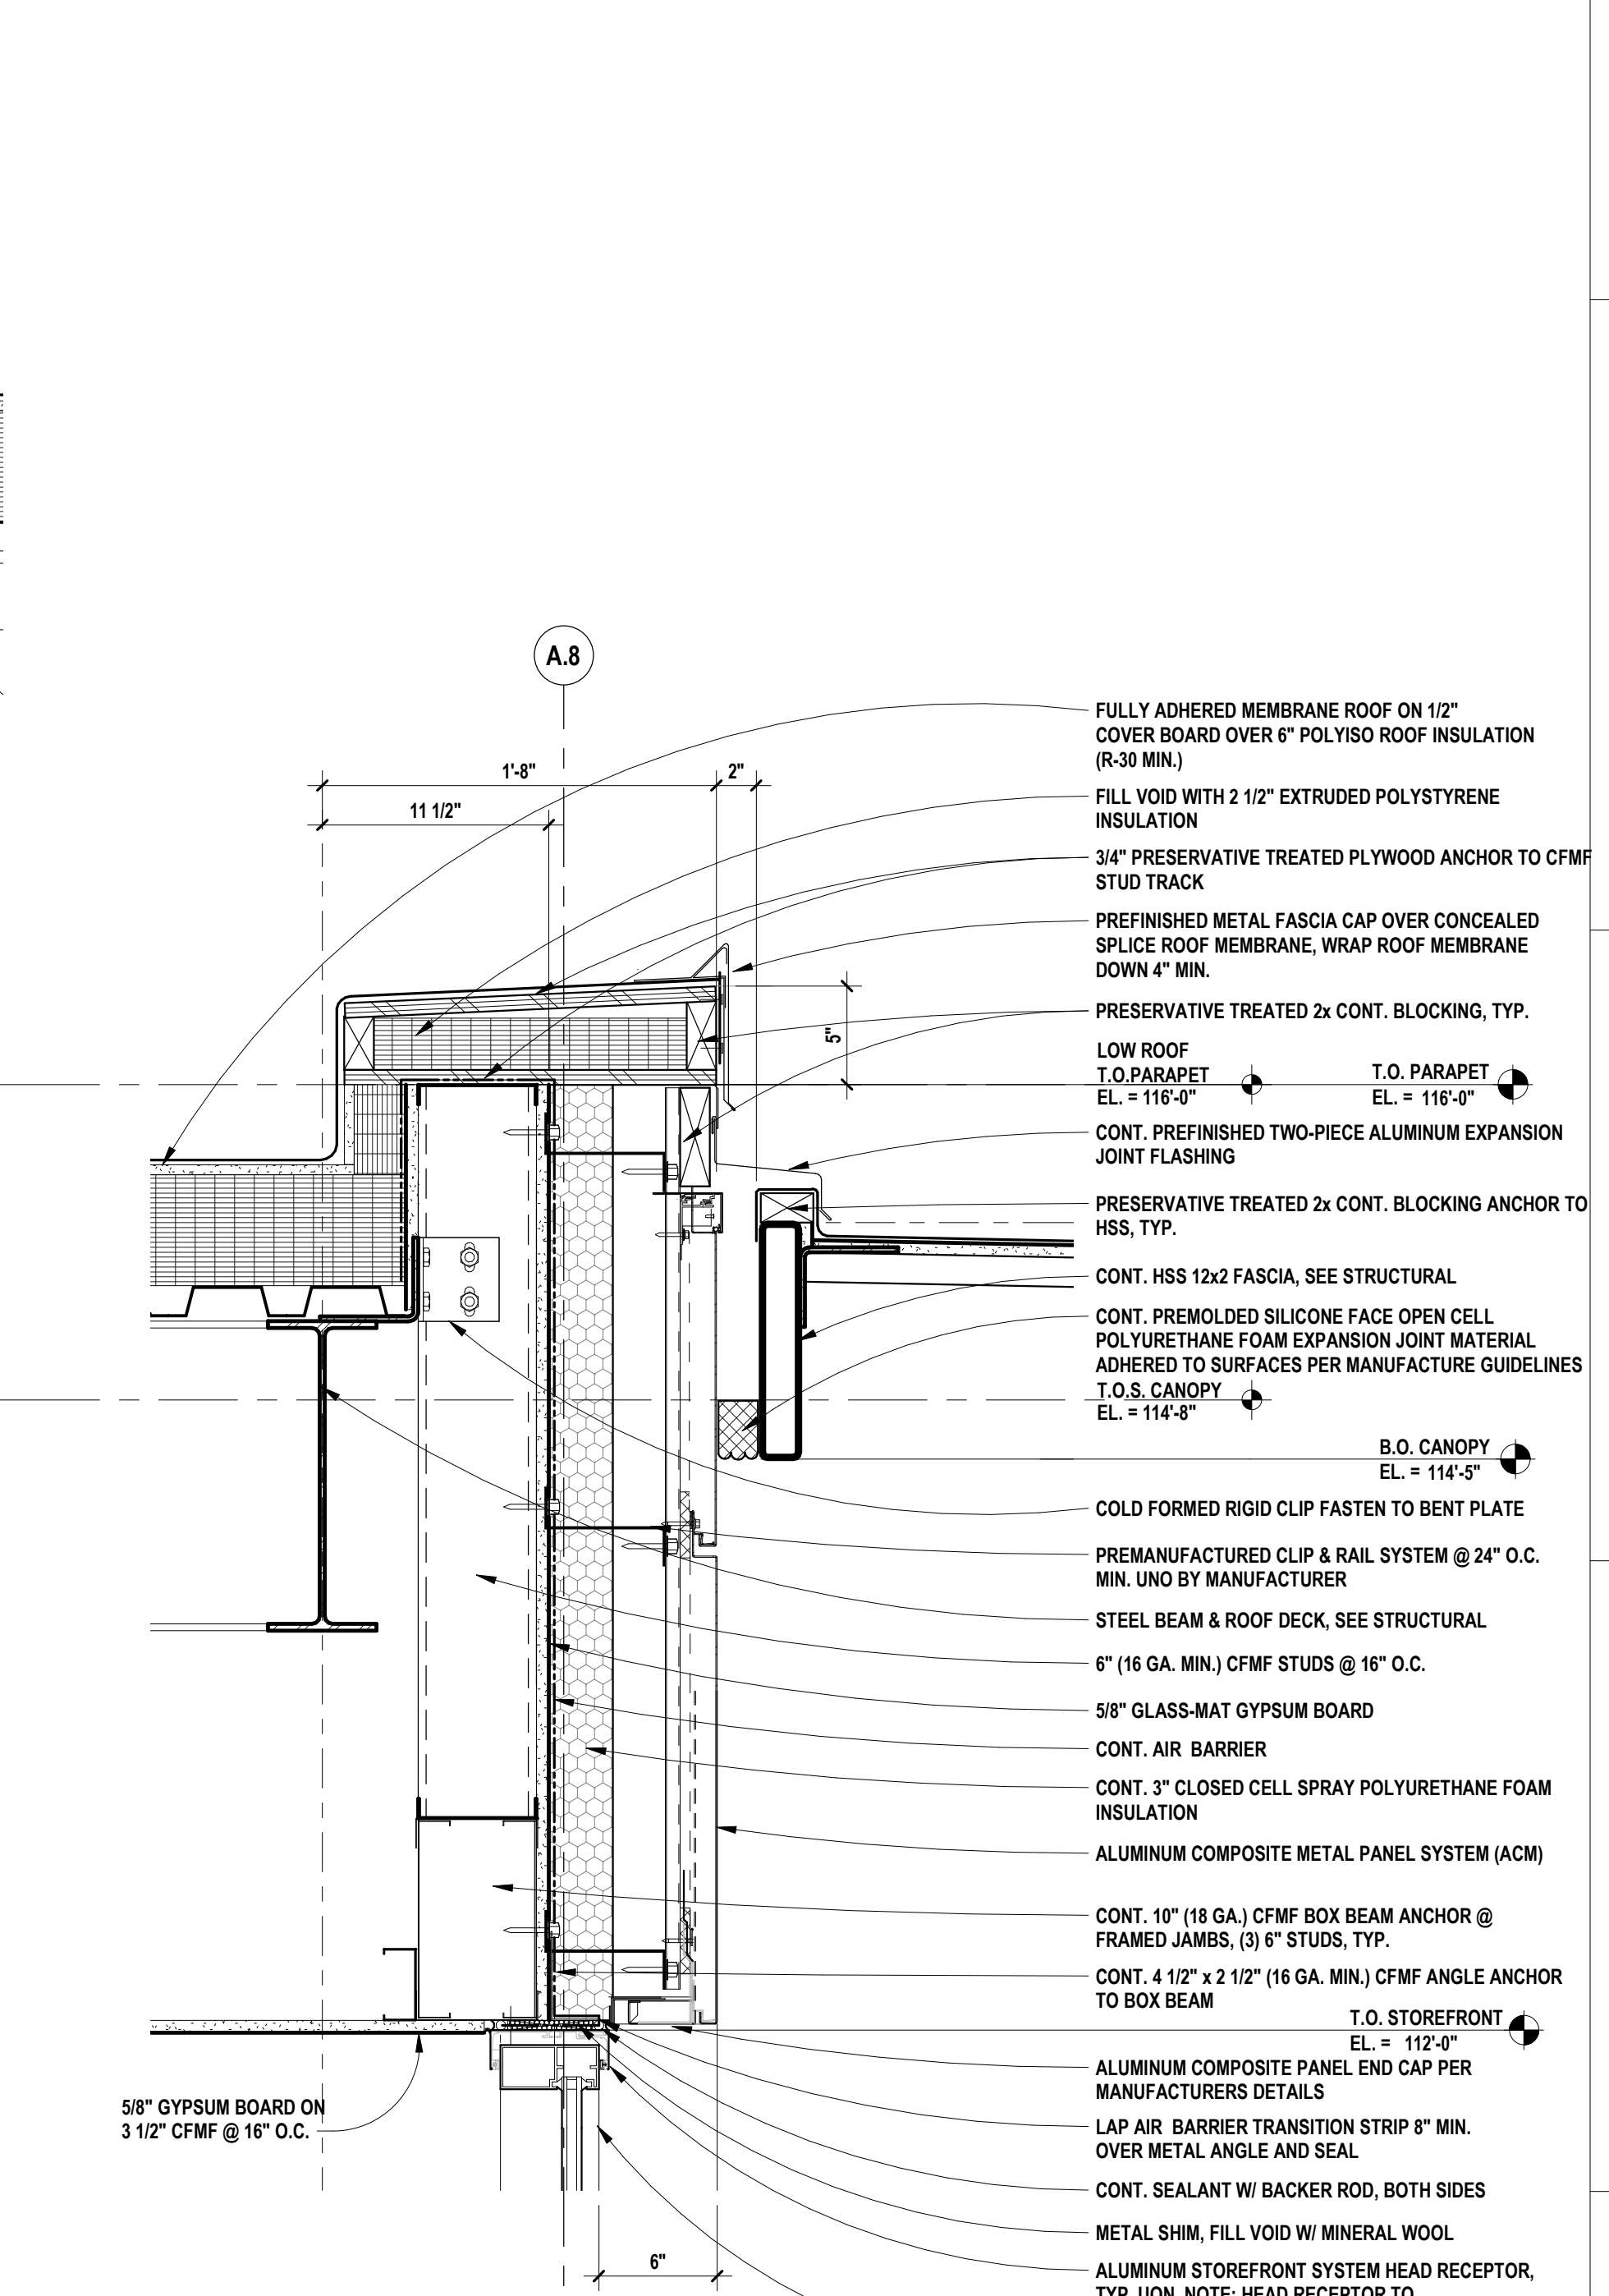 A.8
1'-8"
2"
11 1/2"
5"
FULLY ADHERED MEMBRANE ROOF ON 1/2"
COVER BOARD OVER 6" POLYISO ROOF INSULATION
(R-30 MIN.)
FILL VOID WITH 2 1/2" EXTRUDED POLYSTYRENE
INSULATION
3/4" PRESERVATIVE TREATED PLYWOOD ANCHOR TO CFMF
STUD TRACK
PREFINISHED METAL FASCIA CAP OVER CONCEALED
SPLICE ROOF MEMBRANE, WRAP ROOF MEMBRANE
DOWN 4" MIN.
PRESERVATIVE TREATED 2x CONT. BLOCKING, TYP.
LOW ROOF
T.O.PARAPET
EL. = 116'-0"
T.O. PARAPET
EL. = 116'-0"
CONT. PREFINISHED TWO-PIECE ALUMINUM EXPANSION
JOINT FLASHING
PRESERVATIVE TREATED 2x CONT. BLOCKING ANCHOR TO
HSS, TYP.
CONT. HSS 12x2 FASCIA, SEE STRUCTURAL
CONT. PREMOLDED SILICONE FACE OPEN CELL
POLYURETHANE FOAM EXPANSION JOINT MATERIAL
ADHERED TO SURFACES PER MANUFACTURE GUIDELINES
T.O.S. CANOPY
EL. = 114'-8"
B.O. CANOPY
EL. = 114'-5"
COLD FORMED RIGID CLIP FASTEN TO BENT PLATE
PREMANUFACTURED CLIP & RAIL SYSTEM @ 24" O.C.
MIN. UNO BY MANUFACTURER
STEEL BEAM & ROOF DECK, SEE STRUCTURAL
6" (16 GA. MIN.) CFMF STUDS @ 16" O.C.
5/8" GLASS-MAT GYPSUM BOARD
CONT. AIR BARRIER
CONT. 3" CLOSED CELL SPRAY POLYURETHANE FOAM
INSULATION
ALUMINUM COMPOSITE METAL PANEL SYSTEM (ACM)
CONT. 10" (18 GA.) CFMF BOX BEAM ANCHOR @
FRAMED JAMBS, (3) 6" STUDS, TYP.
CONT. 4 1/2" x 2 1/2" (16 GA. MIN.) CFMF ANGLE ANCHOR
TO BOX BEAM
T.O. STOREFRONT
EL. = 112'-0"
ALUMINUM COMPOSITE PANEL END CAP PER
MANUFACTURERS DETAILS
LAP AIR BARRIER TRANSITION STRIP 8" MIN.
OVER METAL ANGLE AND SEAL
CONT. SEALANT W/ BACKER ROD, BOTH SIDES
METAL SHIM, FILL VOID W/ MINERAL WOOL
ALUMINUM STOREFRONT SYSTEM HEAD RECEPTOR,
TYP. UON. NOTE: HEAD RECEPTOR TO
5/8" GYPSUM BOARD ON
3 1/2" CFMF @ 16" O.C.
6"